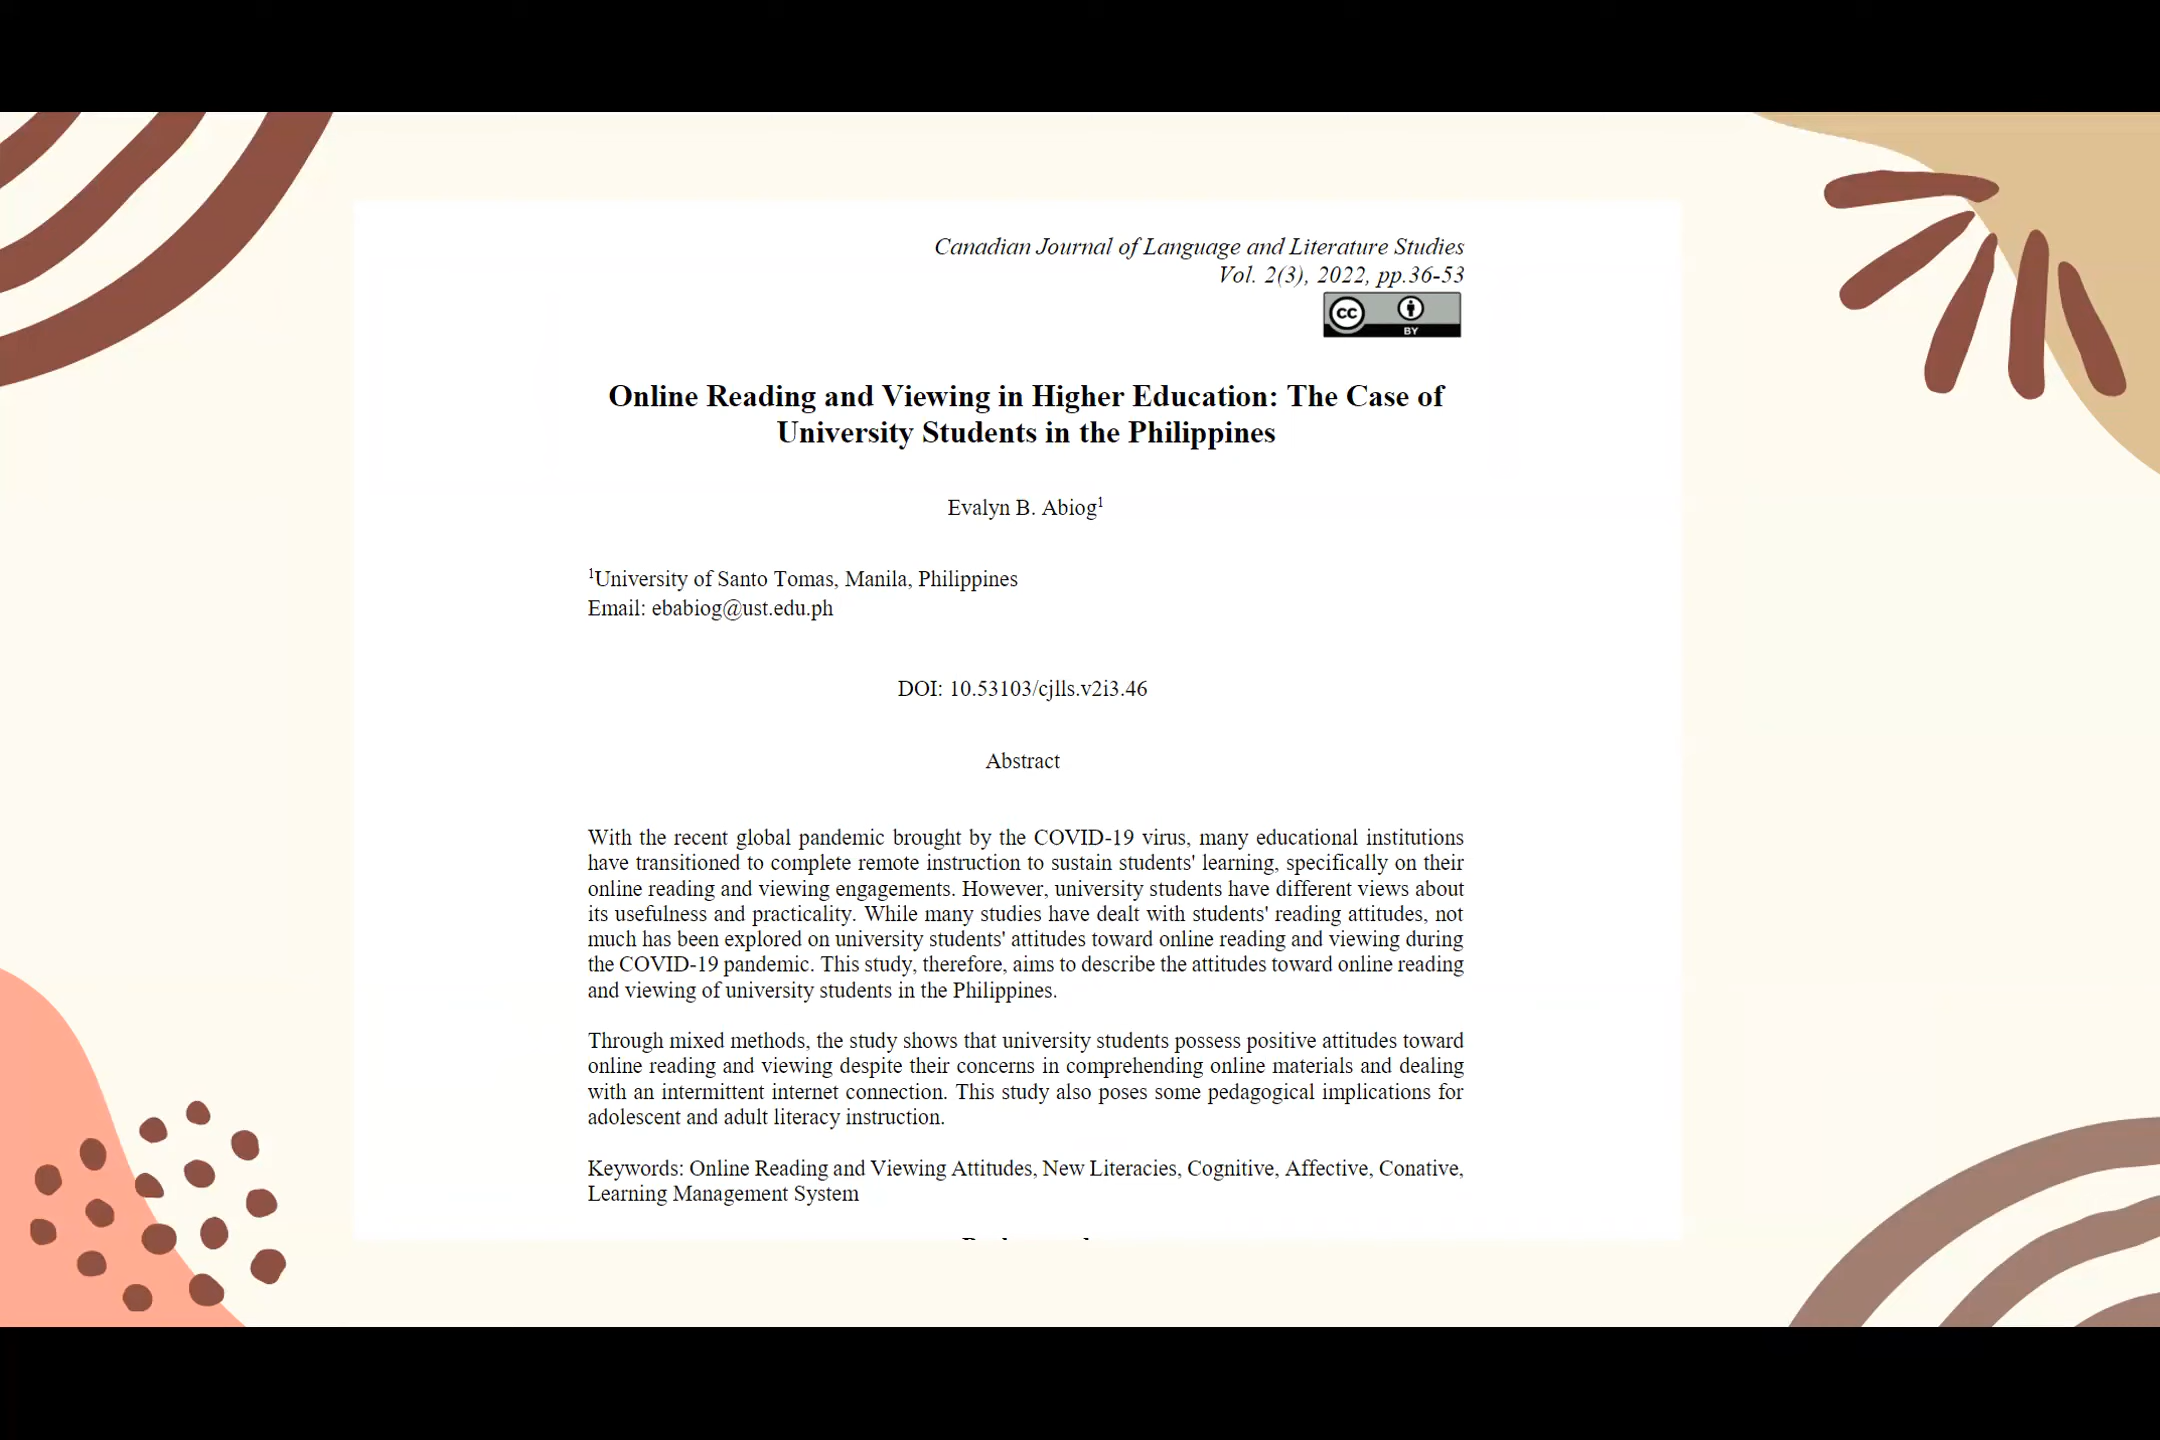 Canadian Journal of Language and Literature Studies
Vol. 2(3), 2022, pp.36-53
cc
BY
Online Reading and Viewing in Higher Education: The Case of
University Students in the Philippines
Evalyn B. Abiog¹
¹University of Santo Tomas, Manila, Philippines
Email: ebabiog@ust.edu.ph
DOI: 10.53103/cjlls.v2i3.46
Abstract
With the recent global pandemic brought by the COVID-19 virus, many educational institutions
have transitioned to complete remote instruction to sustain students' learning, specifically on their
online reading and viewing engagements. However, university students have different views about
its usefulness and practicality. While many studies have dealt with students' reading attitudes, not
much has been explored on university students' attitudes toward online reading and viewing during
the COVID-19 pandemic. This study, therefore, aims to describe the attitudes toward online reading
and viewing of university students in the Philippines.
Through mixed methods, the study shows that university students possess positive attitudes toward
online reading and viewing despite their concerns in comprehending online materials and dealing
with an intermittent internet connection. This study also poses some pedagogical implications for
adolescent and adult literacy instruction.
Keywords: Online Reading and Viewing Attitudes, New Literacies, Cognitive, Affective, Conative,
Learning Management System